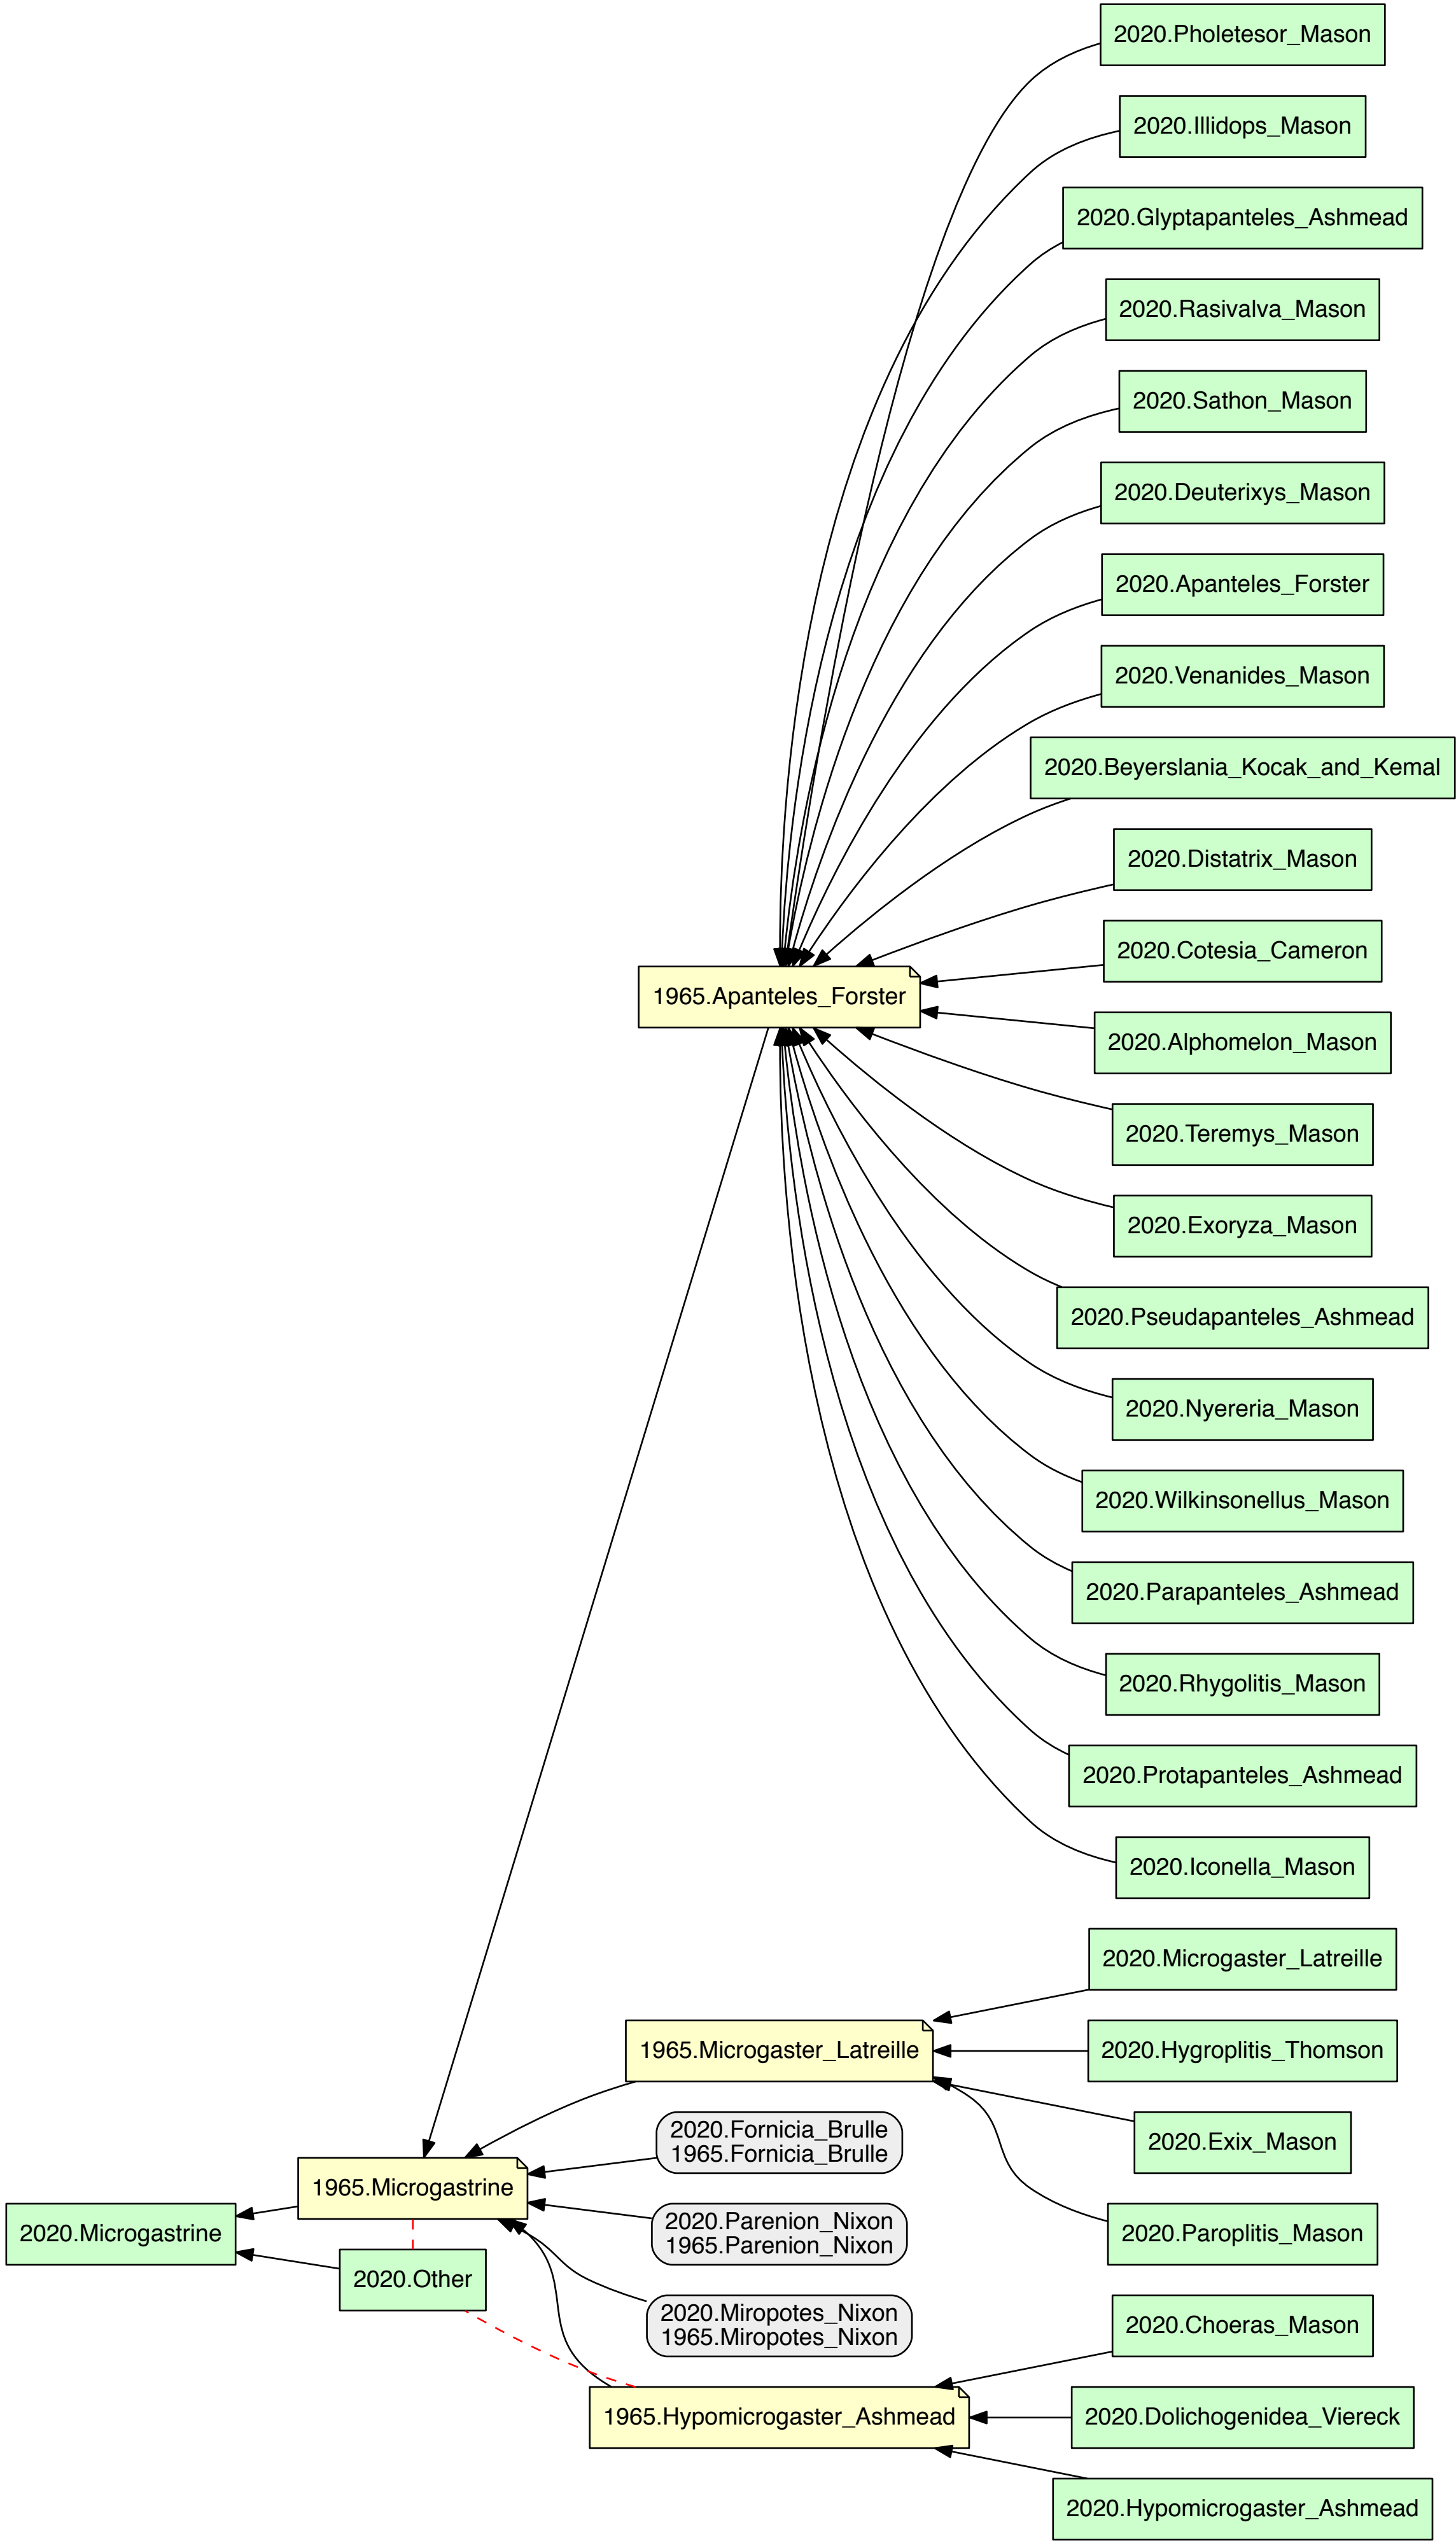 2020.Pholetesor_Mason
2020.Illidops_Mason
2020.Glyptapanteles_Ashmead
2020.Rasivalva_Mason
2020.Sathon_Mason
2020.Deuterixys_Mason
2020.Apanteles_Forster
2020.Venanides_Mason
2020.Beyerslania_Kocak_and_Kemal
2020.Distatrix_Mason
2020.Cotesia_Cameron
1965.Apanteles_Forster
2020.Alphomelon_Mason
2020.Teremys_Mason
2020.Exoryza_Mason
2020.Pseudapanteles_Ashmead
2020.Nyereria_Mason
2020.Wilkinsonellus_Mason
2020.Parapanteles_Ashmead
2020.Rhygolitis_Mason
2020.Protapanteles_Ashmead
2020.Iconella_Mason
2020.Microgaster_Latreille
1965.Microgaster_Latreille
2020.Hygroplitis_Thomson
2020.Fornicia_Brulle
1965.Fornicia_Brulle
2020.Exix_Mason
1965.Microgastrine
2020.Microgastrine
2020.Parenion_Nixon
1965.Parenion_Nixon
2020.Paroplitis_Mason
2020.Other
2020.Miropotes_Nixon
1965.Miropotes_Nixon
2020.Choeras_Mason
1965.Hypomicrogaster_Ashmead
2020.Dolichogenidea_Viereck
2020.Hypomicrogaster_Ashmead